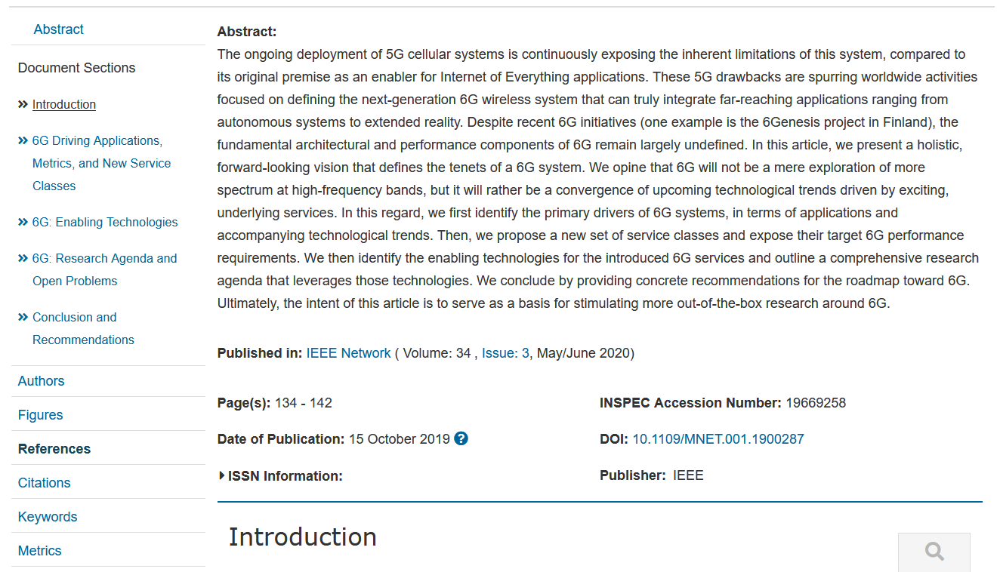 Abstract
Document Sections
» Introduction
» 6G Driving Applications,
Metrics, and New Service
Classes
» 6G: Enabling Technologies
» 6G: Research Agenda and
Open Problems
» Conclusion and
Recommendations
Authors
Figures
References
Citations
Keywords
Metrics
Abstract:
The ongoing deployment of 5G cellular systems is continuously exposing the inherent limitations of this system, compared to
its original premise as an enabler for Internet of Everything applications. These 5G drawbacks are spurring worldwide activities
focused on defining the next-generation 6G wireless system that can truly integrate far-reaching applications ranging from
autonomous systems to extended reality. Despite recent 6G initiatives (one example is the 6Genesis project in Finland), the
fundamental architectural and performance components of 6G remain largely undefined. In this article, we present a holistic,
forward-looking vision that defines the tenets of a 6G system. We opine that 6G will not be a mere exploration of more
spectrum at high-frequency bands, but it will rather be a convergence of upcoming technological trends driven by exciting,
underlying services. In this regard, we first identify the primary drivers of 6G systems, in terms of applications and
accompanying technological trends. Then, we propose a new set of service classes and expose their target 6G performance
requirements. We then identify the enabling technologies for the introduced 6G services and outline a comprehensive research
agenda that leverages those technologies. We conclude by providing concrete recommendations for the roadmap toward 6G.
Ultimately, the intent of this article is to serve as a basis for stimulating more out-of-the-box research around 6G.
Published in: IEEE Network ( Volume: 34 , Issue: 3, May/June 2020)
Page(s): 134 - 142
INSPEC Accession Number: 19669258
Date of Publication: 15 October 2019 ?
DOI: 10.1109/MNET.001.1900287
ISSN Information:
Publisher: IEEE
Introduction